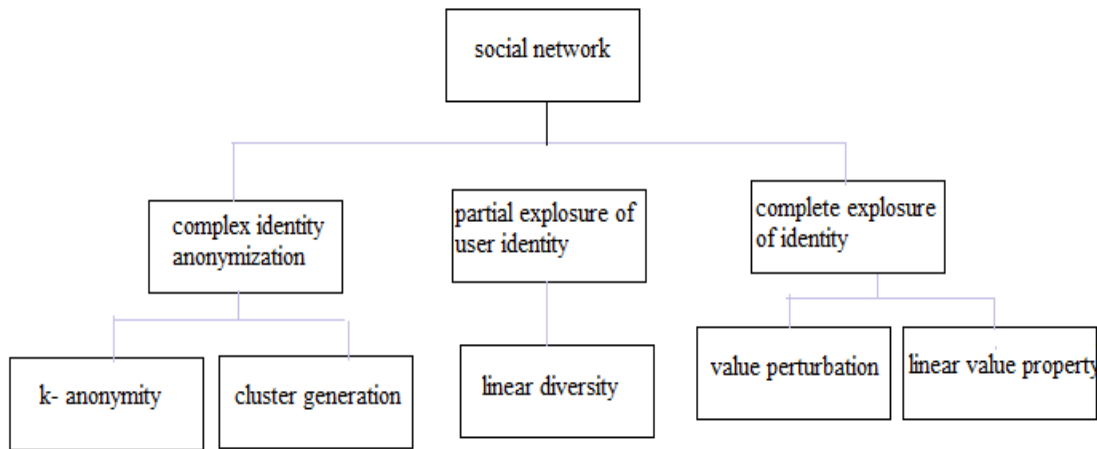 social network
complex identity
anonymization
partial explosure of
user identity
complete explosure
of identity
k- anonymity
cluster generation
linear diversity
value perturbation
linear value property